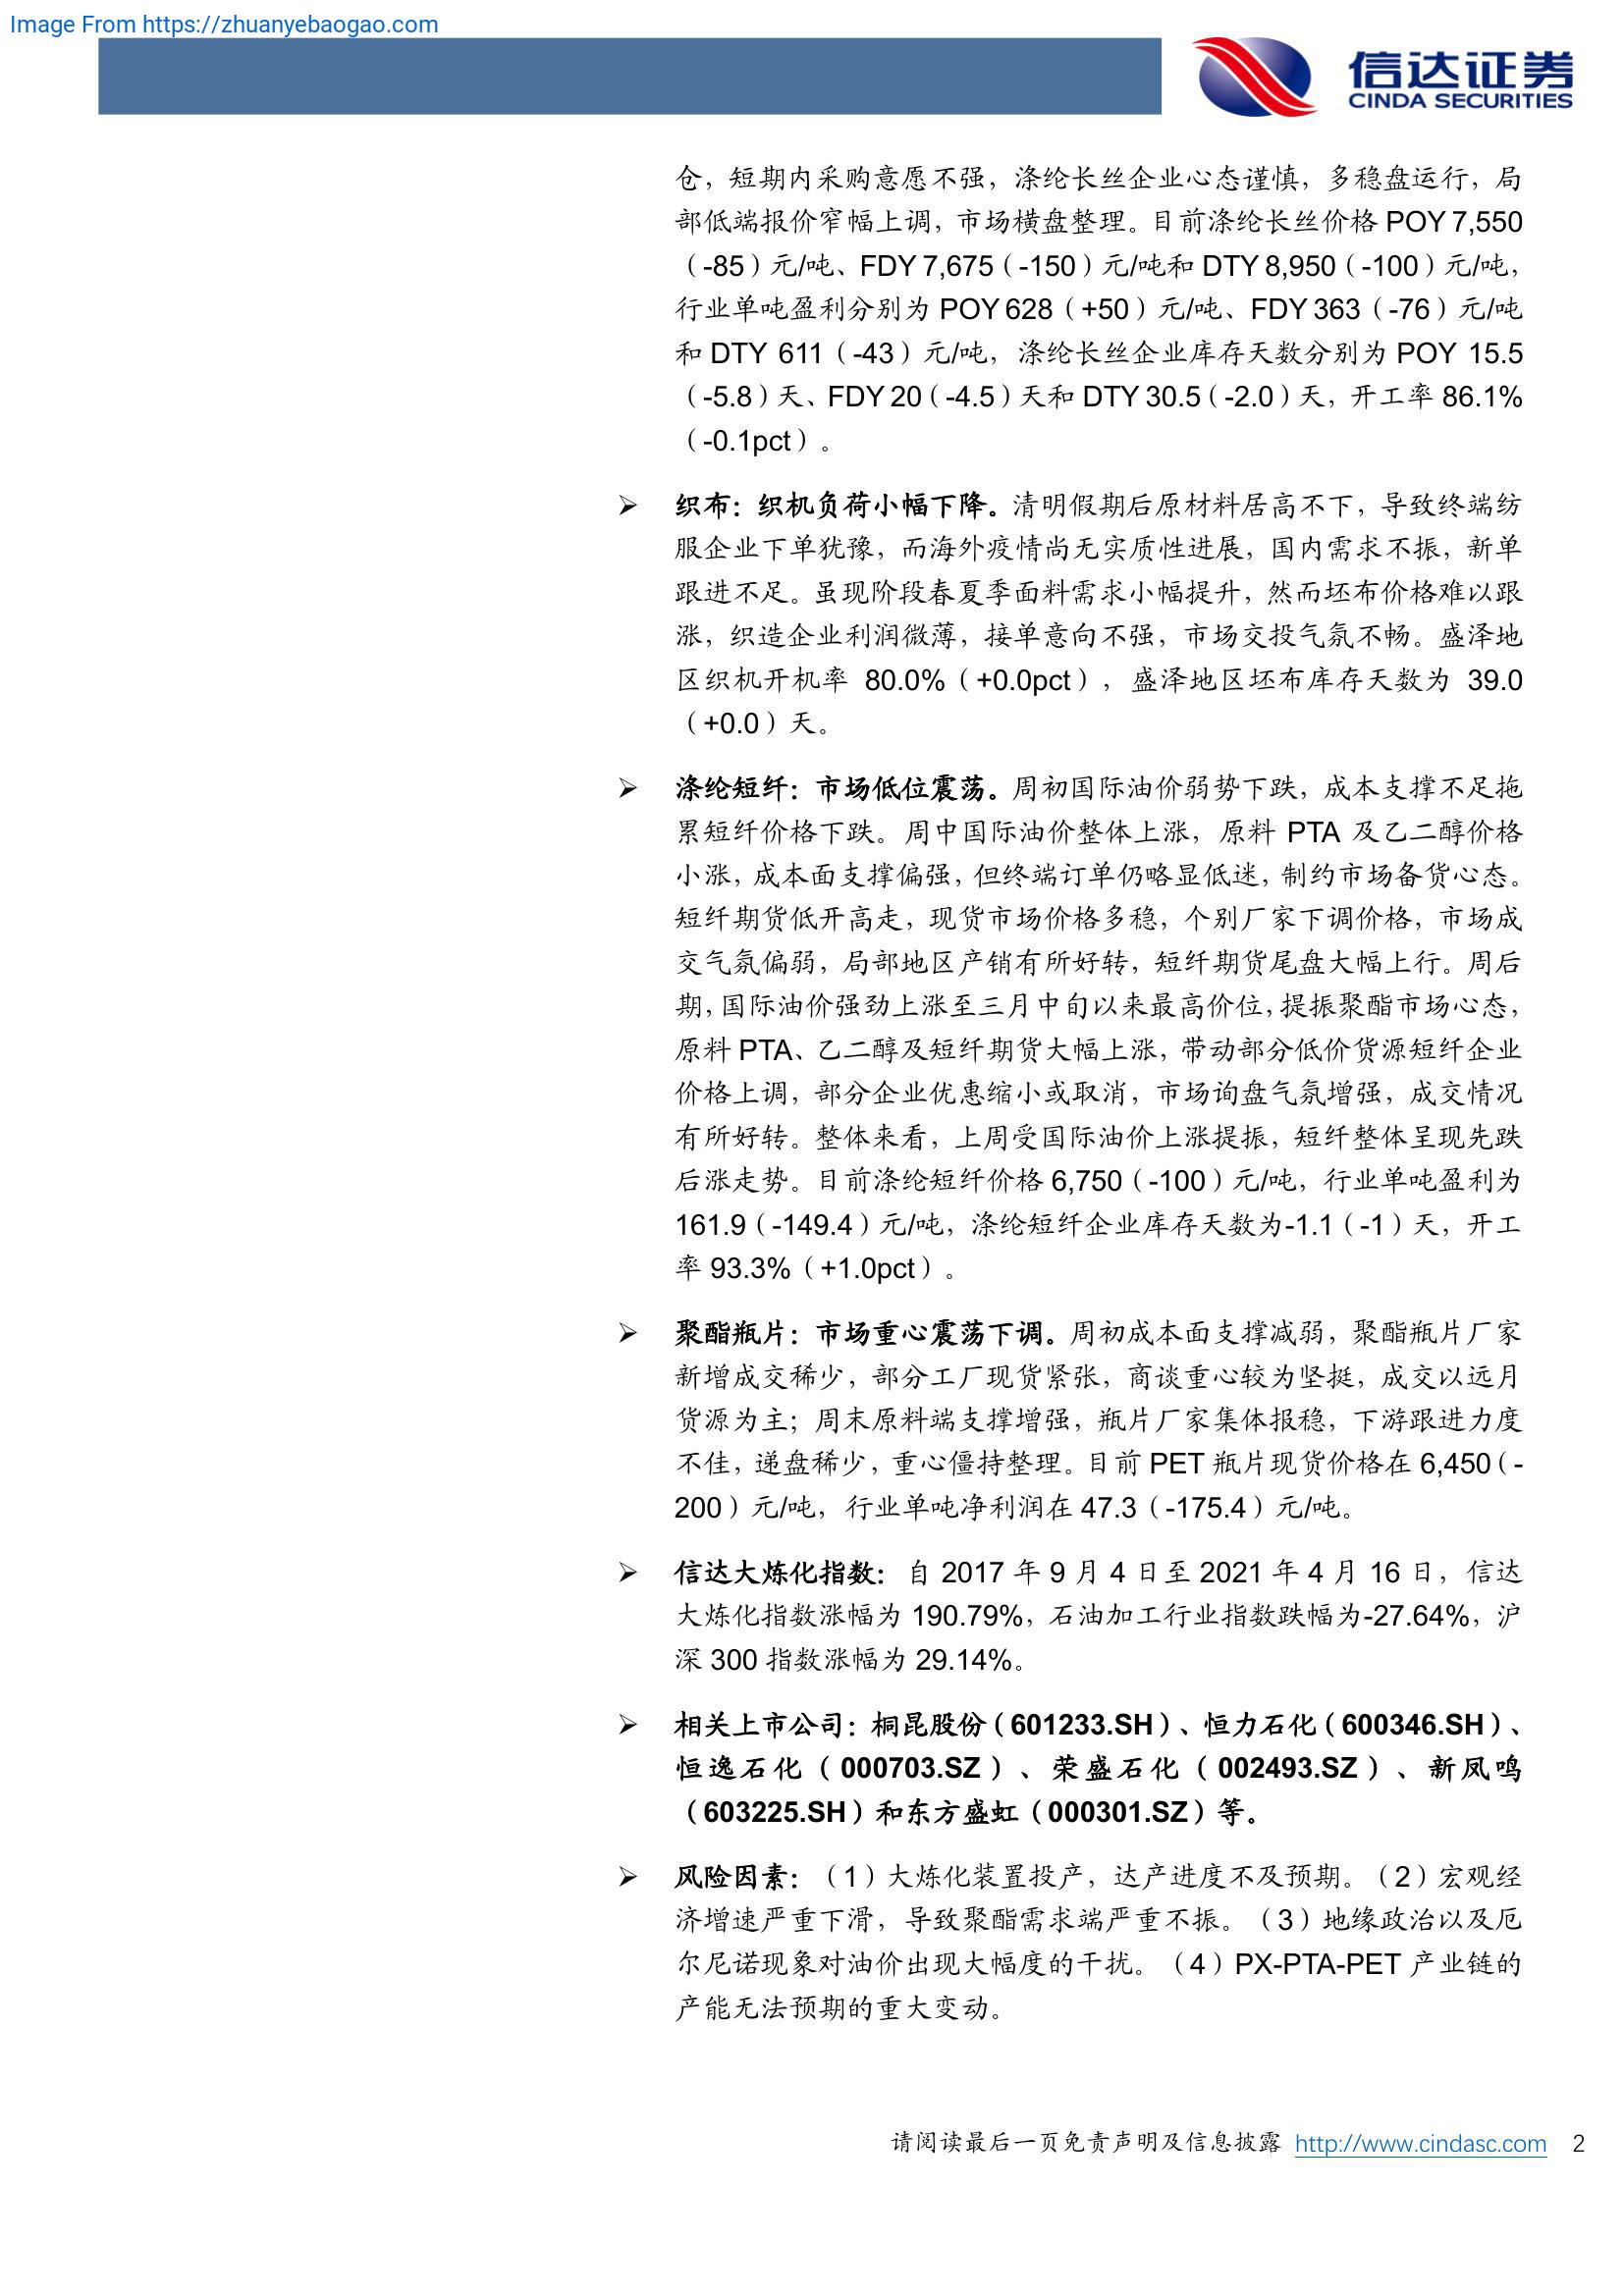 Image From https://zhuanyebaogao.com
信达证券
CINDA SECURITIES
仓，短期内采购意愿不强，涤纶长丝企业心态谨慎，多稳盘运行，局
部低端报价窄幅上调，市场横盘整理。目前涤纶长丝价格 POY 7,550
（-85）元/吨、FDY 7,675（-150）元/吨和 DTY 8,950（-100）元/吨，
行业单吨盈利分别为 POY 628（+50）元/吨、FDY 363（-76）元/吨
和 DTY 611（-43）元/吨，涤纶长丝企业库存天数分别为 POY 15.5
（-5.8）天、FDY 20（-4.5）天和 DTY 30.5（-2.0）天，开工率 86.1%
（-0.1pct）。
➢ 织布：织机负荷小幅下降。清明假期后原材料居高不下，导致终端纺
服企业下单犹豫，而海外疫情尚无实质性进展，国内需求不振，新单
跟进不足。虽现阶段春夏季面料需求小幅提升，然而坯布价格难以跟
涨，织造企业利润微薄，接单意向不强，市场交投气氛不畅。盛泽地
区织机开机率 80.0%（+0.0pct），盛泽地区坯布库存天数为 39.0
（+0.0）天。
➢ 涤纶短纤：市场低位震荡。周初国际油价弱势下跌，成本支撑不足拖
累短纤价格下跌。周中国际油价整体上涨，原料 PTA 及乙二醇价格
小涨，成本面支撑偏强，但终端订单仍略显低迷，制约市场备货心态。
短纤期货低开高走，现货市场价格多稳，个别厂家下调价格，市场成
交气氛偏弱，局部地区产销有所好转，短纤期货尾盘大幅上行。周后
期，国际油价强劲上涨至三月中旬以来最高价位，提振聚酯市场心态，
原料 PTA、乙二醇及短纤期货大幅上涨，带动部分低价货源短纤企业
价格上调，部分企业优惠缩小或取消，市场询盘气氛增强，成交情况
有所好转。整体来看，上周受国际油价上涨提振，短纤整体呈现先跌
后涨走势。目前涤纶短纤价格 6,750（-100）元/吨，行业单吨盈利为
161.9（-149.4）元/吨，涤纶短纤企业库存天数为-1.1（-1）天，开工
率 93.3%（+1.0pct）。
➢ 聚酯瓶片：市场重心震荡下调。周初成本面支撑减弱，聚酯瓶片厂家
新增成交稀少，部分工厂现货紧张，商谈重心较为坚挺，成交以远月
货源为主；周末原料端支撑增强，瓶片厂家集体报稳，下游跟进力度
不佳，递盘稀少，重心僵持整理。目前 PET 瓶片现货价格在 6,450（-
200）元/吨，行业单吨净利润在 47.3（-175.4）元/吨。
➢ 信达大炼化指数：自 2017 年 9 月 4 日至 2021 年 4 月 16 日，信达
大炼化指数涨幅为 190.79%，石油加工行业指数跌幅为-27.64%，沪
深 300 指数涨幅为 29.14%。
➢ 相关上市公司：桐昆股份（601233.SH）、恒力石化（600346.SH）、
恒逸石化（000703.SZ）、荣盛石化（002493.SZ）、新凤鸣
（603225.SH）和东方盛虹（000301.SZ）等。
➢ 风险因素：（1）大炼化装置投产，达产进度不及预期。（2）宏观经
济增速严重下滑，导致聚酯需求端严重不振。（3）地缘政治以及厄
尔尼诺现象对油价出现大幅度的干扰。（4）PX-PTA-PET 产业链的
产能无法预期的重大变动。
请阅读最后一页免责声明及信息披露 http://www.cindasc.com 2